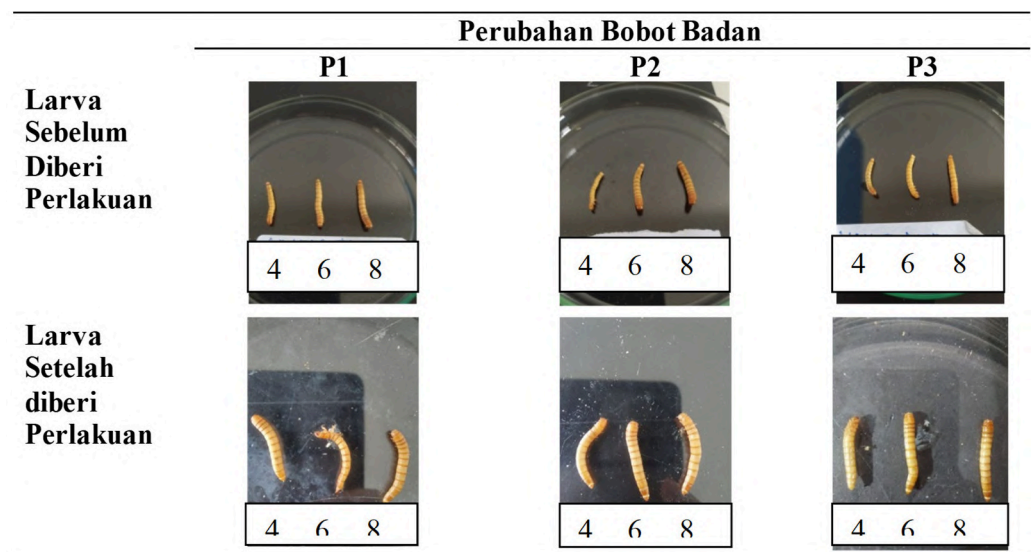 Perubahan Bobot Badan
P1 P2 P3
Larva
Sebelum
Diberi
Perlakuan
4 6 8
4 6 8
4 6 8
Larva
Setelah
diberi
Perlakuan
4 6 8
4 6 8
4 6 8